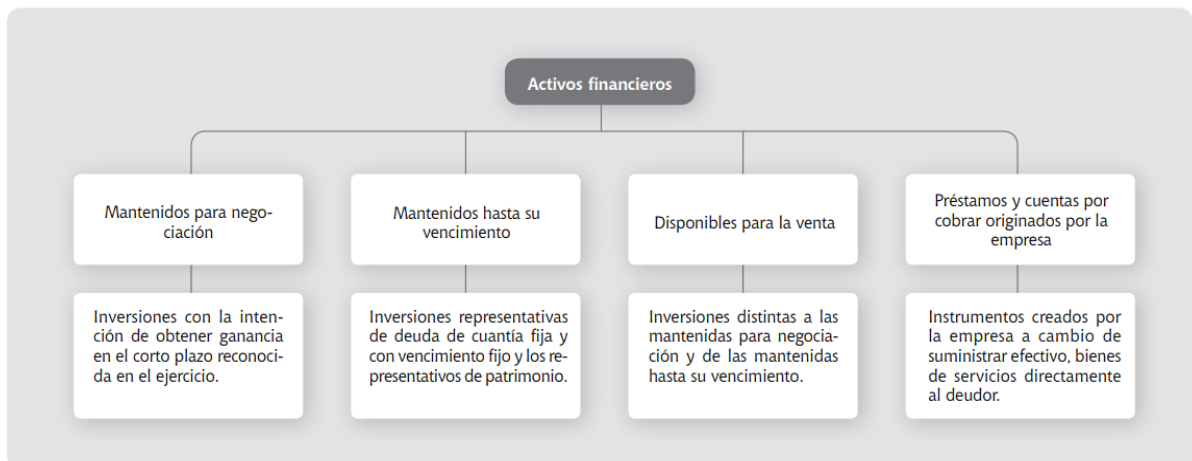 Activos financieros
Mantenidos para nego-
ciación
Mantenidos hasta su
vencimiento
Disponibles para la venta
Préstamos y cuentas por
cobrar originados por la
empresa
Inversiones con la inten-
ción de obtener ganancia
en el corto plazo reconoci-
da en el ejercicio.
Inversiones representativas
de deuda de cuantía fija y
con vencimiento fijo y los re-
presentativos de patrimonio.
Inversiones distintas a las
mantenidas para negocia-
ción y de las mantenidas
hasta su vencimiento.
Instrumentos creados por
la empresa a cambio de
suministrar efectivo, bienes
de servicios directamente
al deudor.